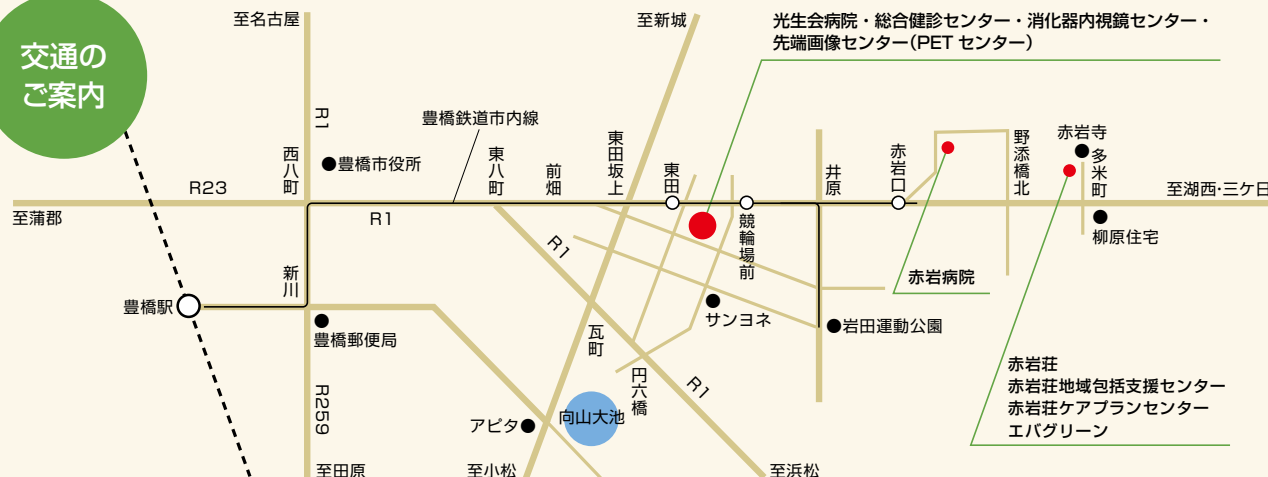 交通の
ご案内
至名古屋
至新城
光生会病院・総合健診センター・消化器内視鏡センター・
先端画像センター(PET センター)
R1
豊橋鉄道市内線
西八町
豊橋市役所
東八町
前畑
東田坂上
東田
井原
赤岩口
野添橋北
赤岩寺
多米町
R23
至湖西・三ケ日
至蒲郡
R1
競輪場前
柳原住宅
R1
新川
赤岩病院
豊橋駅
サンヨネ
岩田運動公園
豊橋郵便局
瓦町
円六橋
R1
赤岩荘
赤岩荘地域包括支援センター
赤岩荘ケアプランセンター
エバグリーン
R259
向山大池
アピタ
至田原
至小松
至浜松